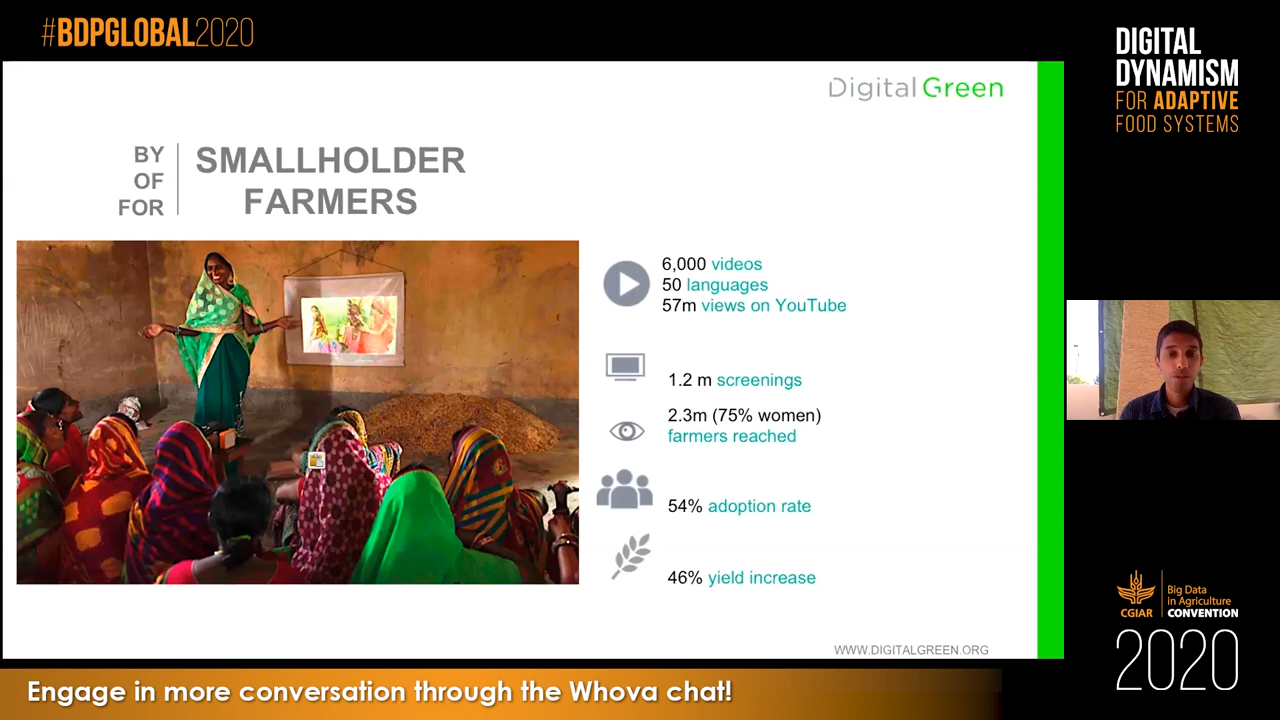 #BDPGLOBAL2020
DIGITAL
DYNAMISM
FOR ADAPTIVE
FOOD SYSTEMS
Digital Green
BY
OF
FOR
SMALLHOLDER
FARMERS
6,000 videos
50 languages
57m views on YouTube
1.2 m screenings
2.3m (75% women)
farmers reached
54% adoption rate
46% yield increase
WWW.DIGITALGREEN.ORG
CGIAR
Big Data
in Agriculture
CONVENTION
2020
Engage in more conversation through the Whova chat!